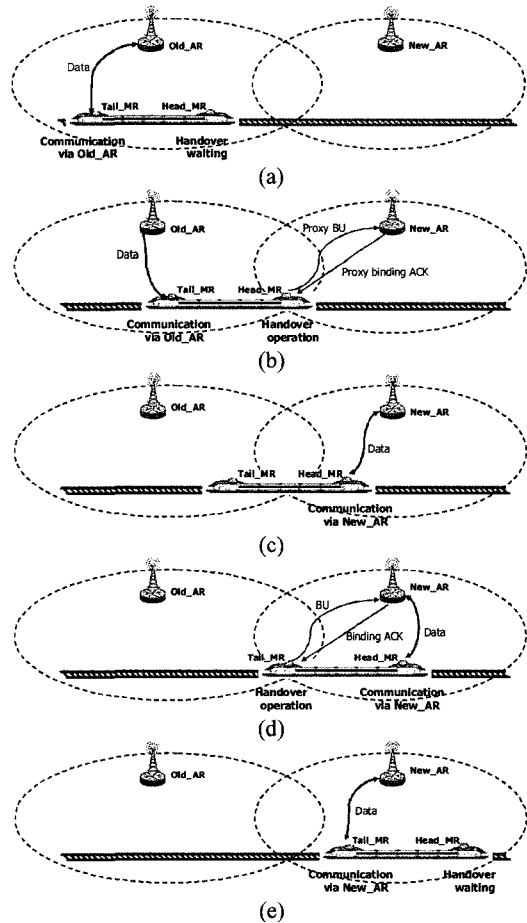 Old_AR
New_AR
Data
Tail_MR Head_MR
Communication via Old_AR
Handover waiting
(a)
Old_AR
New_AR
Proxy BU
Data
Tail_MR Head_MR
Proxy binding ACK
Communication via Old_AR
Handover operation
(b)
Old_AR
New_AR
Data
Tail_MR Head_MR
Communication via New_AR
(c)
Old_AR
New_AR
BU
Binding ACK
Data
Tail_MR Head_MR
Handover operation
Communication via New_AR
(d)
Old_AR
New_AR
Data
Tail_MR Head_MR
Communication via New_AR
Handover waiting
(e)